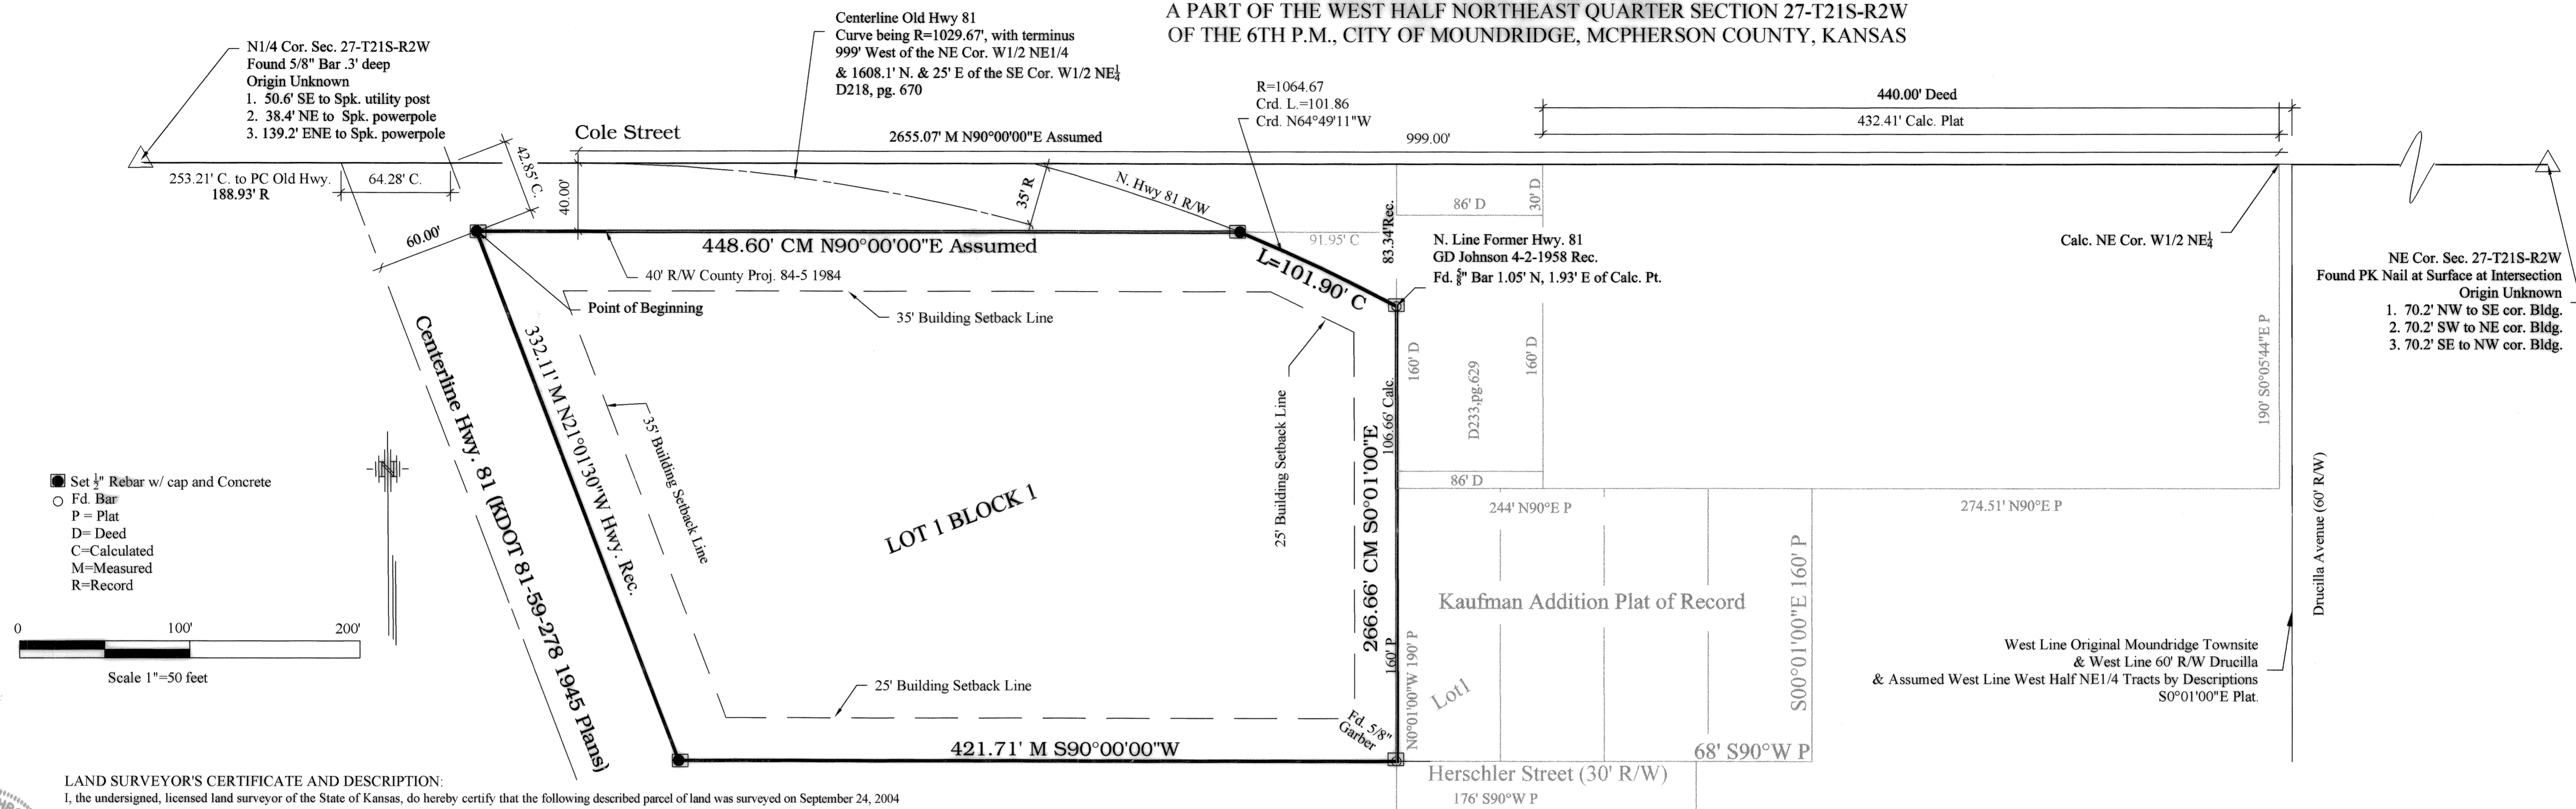 A PART OF THE WEST HALF NORTHEAST QUARTER SECTION 27-T21S-R2W
OF THE 6TH P.M., CITY OF MOUNDRIDGE, MCPHERSON COUNTY, KANSAS
N1/4 Cor. Sec. 27-T21S-R2W
Found 5/8" Bar .3' deep
Origin Unknown
1. 50.6' SE to Spk. utility post
2. 38.4' NE to Spk. powerpole
3. 139.2' ENE to Spk. powerpole
Centerline Old Hwy 81
Curve being R=1029.67', with terminus
999' West of the NE Cor. W1/2 NE1/4
& 1608.1' N. & 25' E of the SE Cor. W1/2 NE¼
D218, pg. 670
R=1064.67
Crd. L.=101.86
Crd. N64°49'11"W
440.00' Deed
432.41' Calc. Plat
Cole Street
2655.07' M N90°00'00"E Assumed
999.00'
253.21' C. to PC Old Hwy.
188.93' R
64.28' C.
42.85' C.
40.00'
35' R
N. Hwy 81 R/W
60.00'
448.60' CM N90°00'00"E Assumed
91.95' C
83.34'Rec.
86' D
30' D
L=101.90' C
40' R/W County Proj. 84-5 1984
Point of Beginning
35' Building Setback Line
N. Line Former Hwy. 81
GD Johnson 4-2-1958 Rec.
Fd. ⅝" Bar 1.05' N, 1.93' E of Calc. Pt.
Calc. NE Cor. W1/2 NE¼
NE Cor. Sec. 27-T21S-R2W
Found PK Nail at Surface at Intersection
Origin Unknown
1. 70.2' NW to SE cor. Bldg.
2. 70.2' SW to NE cor. Bldg.
3. 70.2' SE to NW cor. Bldg.
Centerline Hwy. 81 (KDOT 81-59-278 1945 Plans)
332.11' M N21°01'30"W Hwy. Rec.
35' Building Setback Line
LOT 1 BLOCK 1
25' Building Setback Line
266.66' CM S0°01'00"E
106.66' Calc.
160' D
D233,pg.629
160' D
86' D
190' S0°05'44"E P
244' N90°E P
274.51' N90°E P
Kaufman Addition Plat of Record
S00°01'00"E 160' P
Drucilla Avenue (60' R/W)
N
Set ½" Rebar w/ cap and Concrete
Fd. Bar
P = Plat
D= Deed
C=Calculated
M=Measured
R=Record
0 100' 200'
Scale 1"=50 feet
25' Building Setback Line
Fd. 5/8"
Garber
160' P
N0°01'00"W 190' P
Lot1
West Line Original Moundridge Townsite
& West Line 60' R/W Drucilla
& Assumed West Line West Half NE1/4 Tracts by Descriptions
S0°01'00"E Plat.
421.71' M S90°00'00"W
68' S90°W P
Herschler Street (30' R/W)
176' S90°W P
LAND SURVEYOR'S CERTIFICATE AND DESCRIPTION:
I, the undersigned, licensed land surveyor of the State of Kansas, do hereby certify that the following described parcel of land was surveyed on September 24, 2004